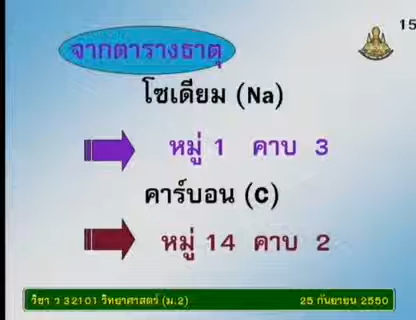 15
จากตารางธาตุ
โซเดียม (Na)
หมู่ 1 คาบ 3
คาร์บอน (C)
หมู่ 14 คาบ 2
วิชา ว 32101 วิทยาศาสตร์ (ม.2) 25 กันยายน 2550